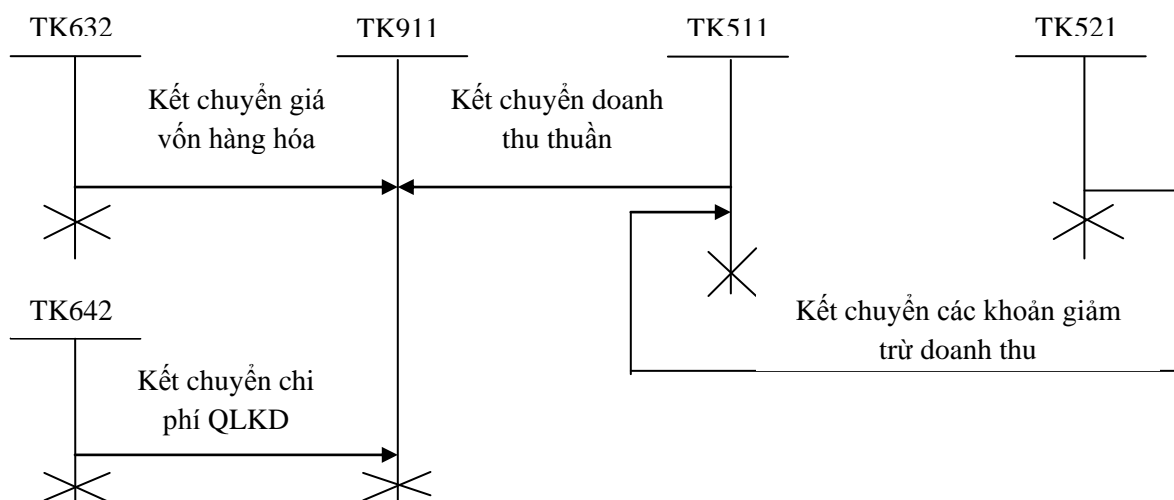 TK632
TK911
TK511
TK521
Kết chuyển giá
vốn hàng hóa
Kết chuyển doanh
thu thuần
TK642
Kết chuyển các khoản giảm
trừ doanh thu
Kết chuyển chi
phí QLKD